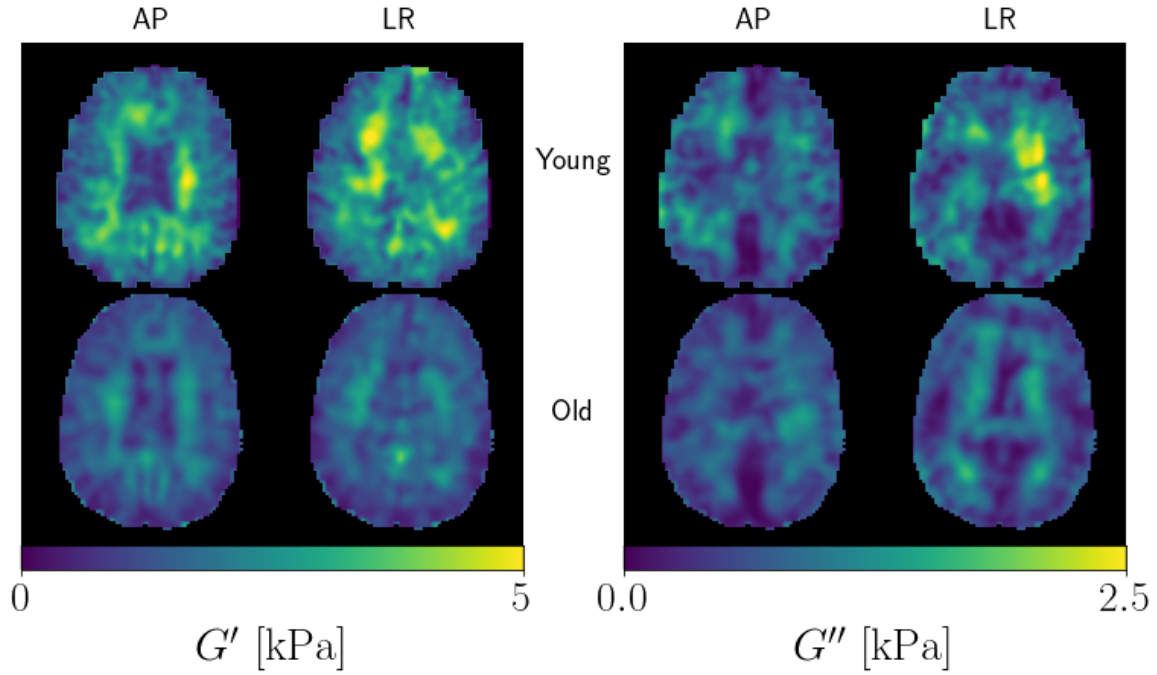 AP LR AP LR
Young
Old
0 5 0.0 2.5
G′ [kPa] G″ [kPa]